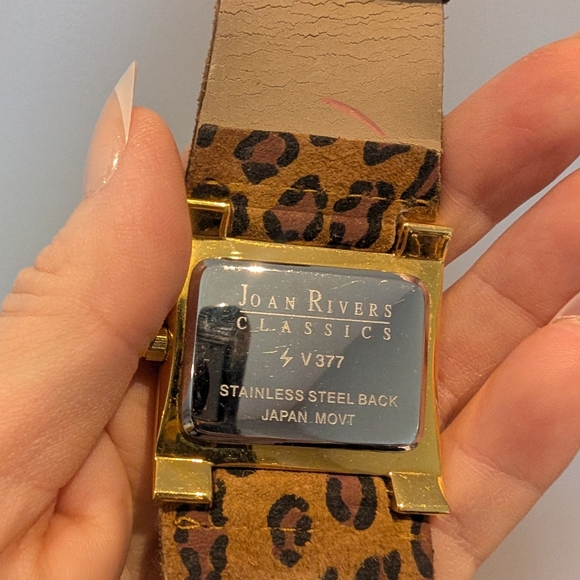 JOAN RIVERS
CLASSICS
V377
STAINLESS STEEL BACK
JAPAN MOVT